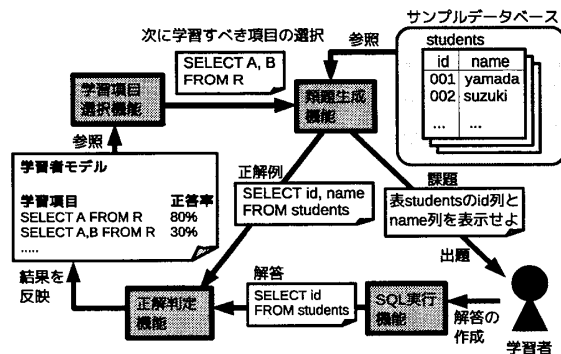 サンプルデータベース
次に学習すべき項目の選択
参照
students
id name
001 yamada
002 suzuki
... ...
SELECT A, B
FROM R
学習項目
選択機能
類題生成
機能
参照
学習者モデル
学習項目 正答率
SELECT A FROM R 80%
SELECT A,B FROM R 30%
.....
正解例
SELECT id, name
FROM students
課題
表studentsのid列と
name列を表示せよ
出題
結果を
反映
正解判定
機能
解答
SELECT id
FROM students
SQL実行
機能
解答の
作成
学習者